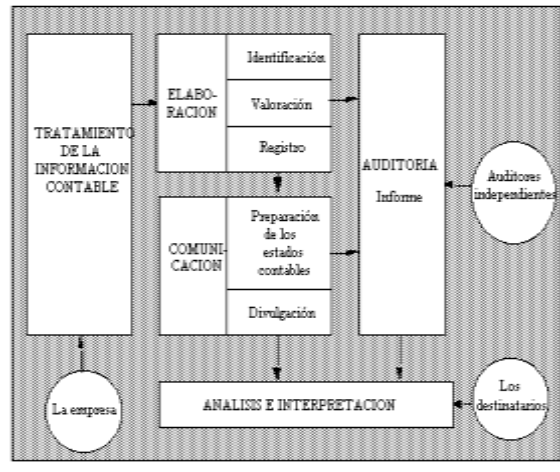 TRATAMIENTO
DE LA
INFORMACION
CONTABLE
ELABO-
RACION
Identificación
Valoración
Registro
COMUNI-
CACION
Preparación
de los
estados
contables
Divulgación
AUDITORIA
Informe
Auditores
independientes
La empresa
ANALISIS E INTERPRETACION
Los
destinatarios